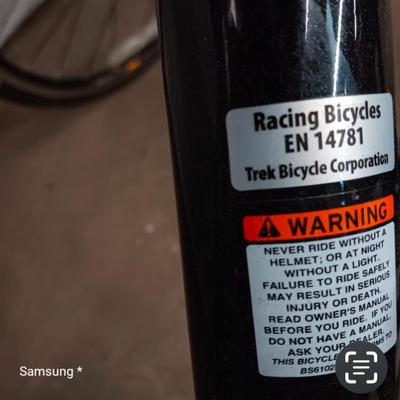 Racing Bicycles
EN 14781
Trek Bicycle Corporation
WARNING
NEVER RIDE WITHOUT A
HELMET; OR AT NIGHT
WITHOUT A LIGHT.
FAILURE TO RIDE SAFELY
MAY RESULT IN SERIOUS
INJURY OR DEATH.
READ OWNER'S MANUAL
BEFORE YOU RIDE. IF YOU
DO NOT HAVE A MANUAL,
ASK YOUR DEALER.
THIS BICYCLE TO
BS6102
Samsung *